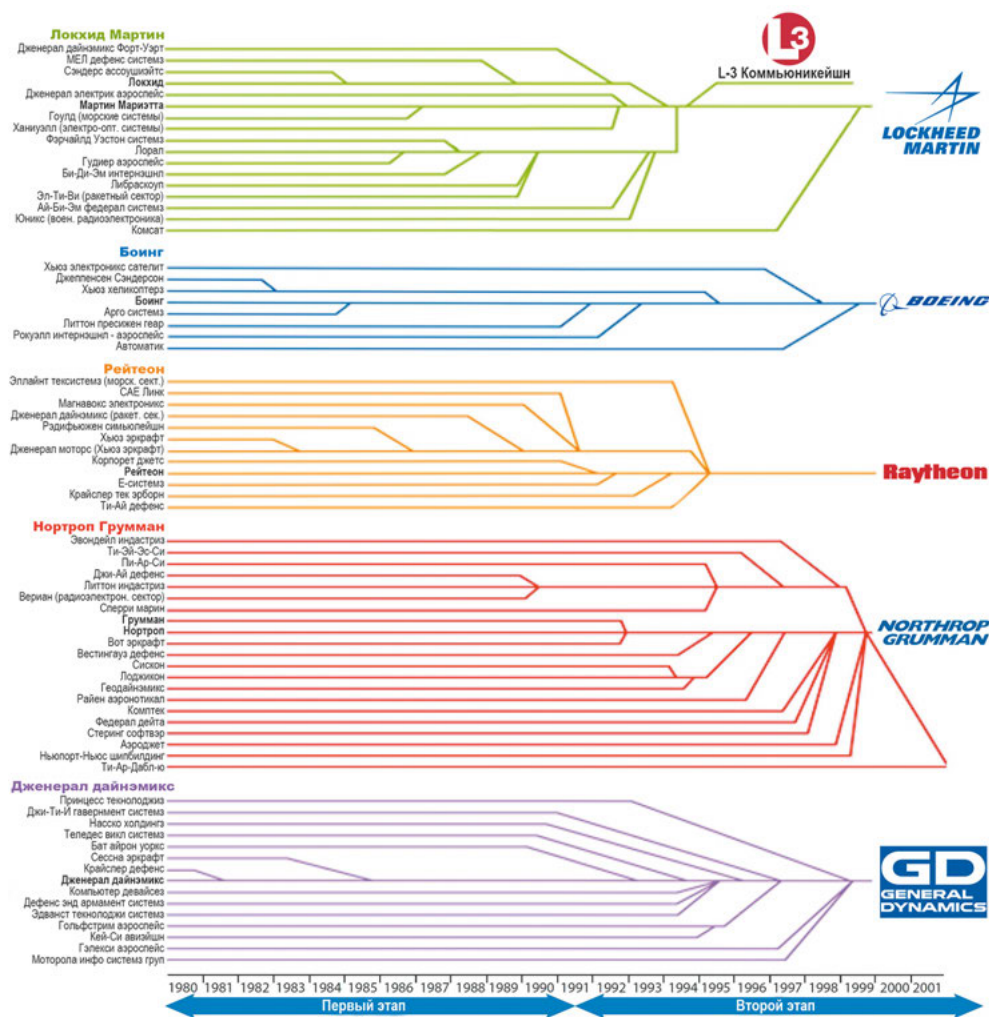 Локхид Мартин
Дженерал дайнэмикс Форт-Уэрт
МЕЛ дефенс системз
Сэндерс ассоушиэйтс
Локхид
Дженерал электрик аэроспейс
Мартин Мариэтта
Гоулд (морские системы)
Ханиуэлл (электро-опт. системы)
Фэрчайлд Уэстон системз
Лорал
Гудиер аэроспейс
Би-Ди-Эм интернэшнл
Либраскоуп
Эл-Ти-Ви (ракетный сектор)
Ай-Би-Эм федерал системз
Юникс (воен. радиоэлектроника)
Комсат
L3
L-3 Коммьюникейшн
LOCKHEED
MARTIN
Боинг
Хьюз электроникс сателит
Джеппенсен Сэндерсон
Хьюз хеликоптерз
Боинг
Арго системз
Литтон пресижен геар
Рокуэлл интернэшнл - аэроспейс
Автоматик
BOEING
Рейтеон
Эллайнт тексистемз (морск. сект.)
САЕ Линк
Магнавокс электроникс
Дженерал дайнэмикс (ракет. сек.)
Рэдифьюжен симьюлейшн
Хьюз эркрафт
Дженерал моторс (Хьюз эркрафт)
Корпорет джетс
Рейтеон
Е-системз
Крайслер тек эрборн
Ти-Ай дефенс
Raytheon
Нортроп Грумман
Эвондейл индастриз
Ти-Эй-Эс-Си
Пи-Ар-Си
Джи-Ай дефенс
Литтон индастриз
Вериан (радиоэлектрон. сектор)
Сперри марин
Грумман
Нортроп
Вот эркрафт
Вестингауз дефенс
Сискон
Лоджикон
Геодайнэмикс
Райен аэронотикал
Комптек
Федерал дейта
Стеринг софтвэр
Аэроджет
Ньюпорт-Ньюс шипбилдинг
Ти-Ар-Дабл-ю
NORTHROP
GRUMMAN
Дженерал дайнэмикс
Принцесс текнолоджиз
Джи-Ти-И гавернмент система
Насско холдингз
Теледес викл система
Бат айрон уоркс
Сессна эркрафт
Крайслер дефенс
Дженерал дайнэмикс
Компьютер девайсез
Дефенс энд армамент система
Эдванст текнолоджи система
Гольфстрим аэроспейс
Кей-Си авиэйшн
Гэлекси аэроспейс
Моторола инфо системз груп
GD
GENERAL
DYNAMICS
1980 1981 1982 1983 1984 1985 1986 1987 1988 1989 1990 1991 1992 1993 1994 1995 1996 1997 1998 1999 2000 2001
Первый этап Второй этап